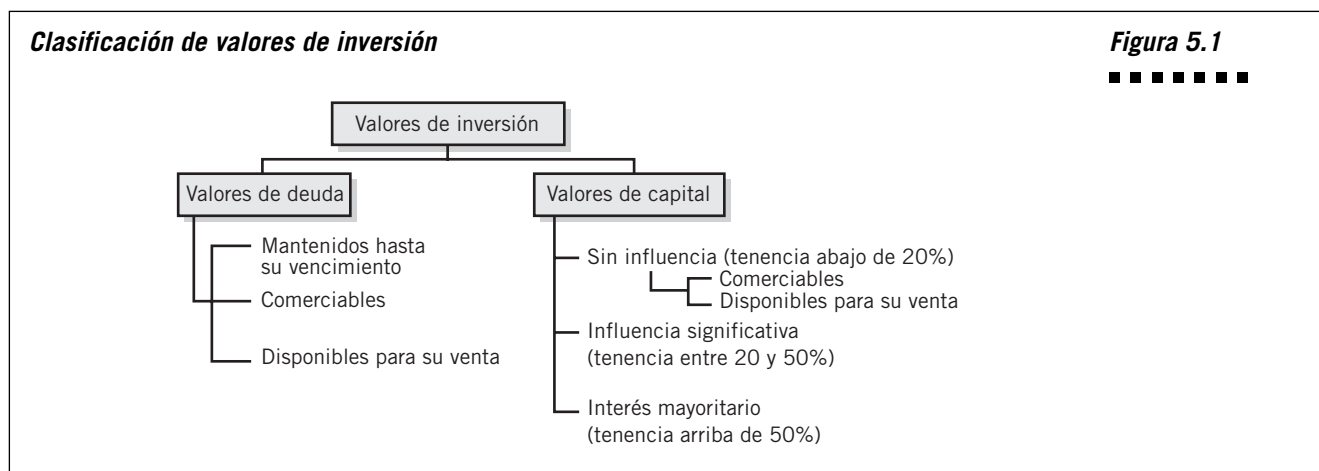 Clasificación de valores de inversión
Figura 5.1
Valores de inversión
Valores de deuda
Mantenidos hasta
su vencimiento
Comerciables
Disponibles para su venta
Valores de capital
Sin influencia (tenencia abajo de 20%)
Comerciables
Disponibles para su venta
Influencia significativa
(tenencia entre 20 y 50%)
Interés mayoritario
(tenencia arriba de 50%)